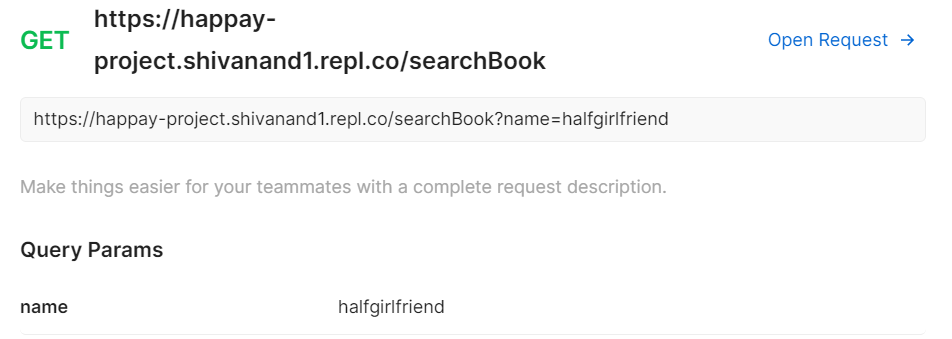 GET
https://happay-
project.shivanand1.repl.co/searchBook
Open Request →
https://happay-project.shivanand1.repl.co/searchBook?name=halfgirlfriend
Make things easier for your teammates with a complete request description.
Query Params
name halfgirlfriend